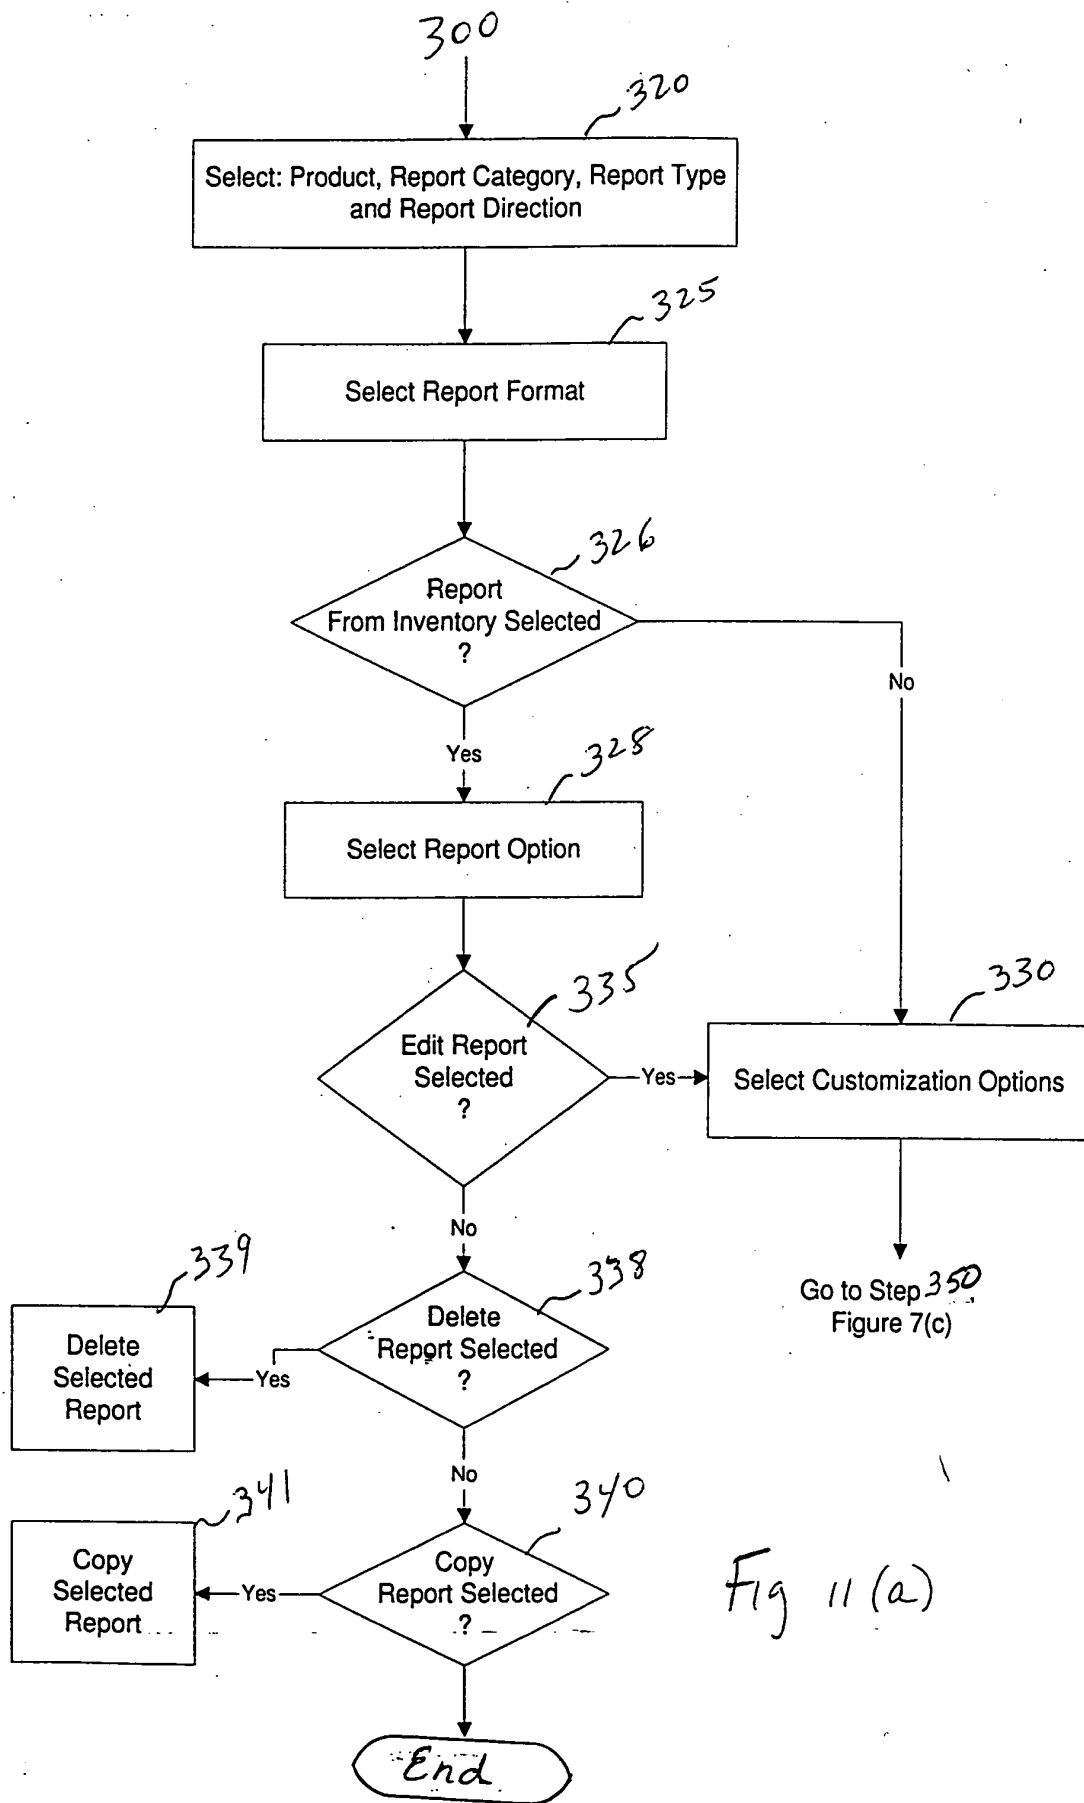 300
320
Select: Product, Report Category, Report Type
and Report Direction
325
Select Report Format
326
Report
From Inventory Selected
?
No
Yes
328
Select Report Option
335
Edit Report
Selected
?
Yes
330
Select Customization Options
No
Go to Step 350
Figure 7(c)
339
Delete
Selected
Report
338
Delete
Report Selected
?
Yes
No
341
Copy
Selected
Report
340
Copy
Report Selected
?
Yes
Fig 11 (a)
End